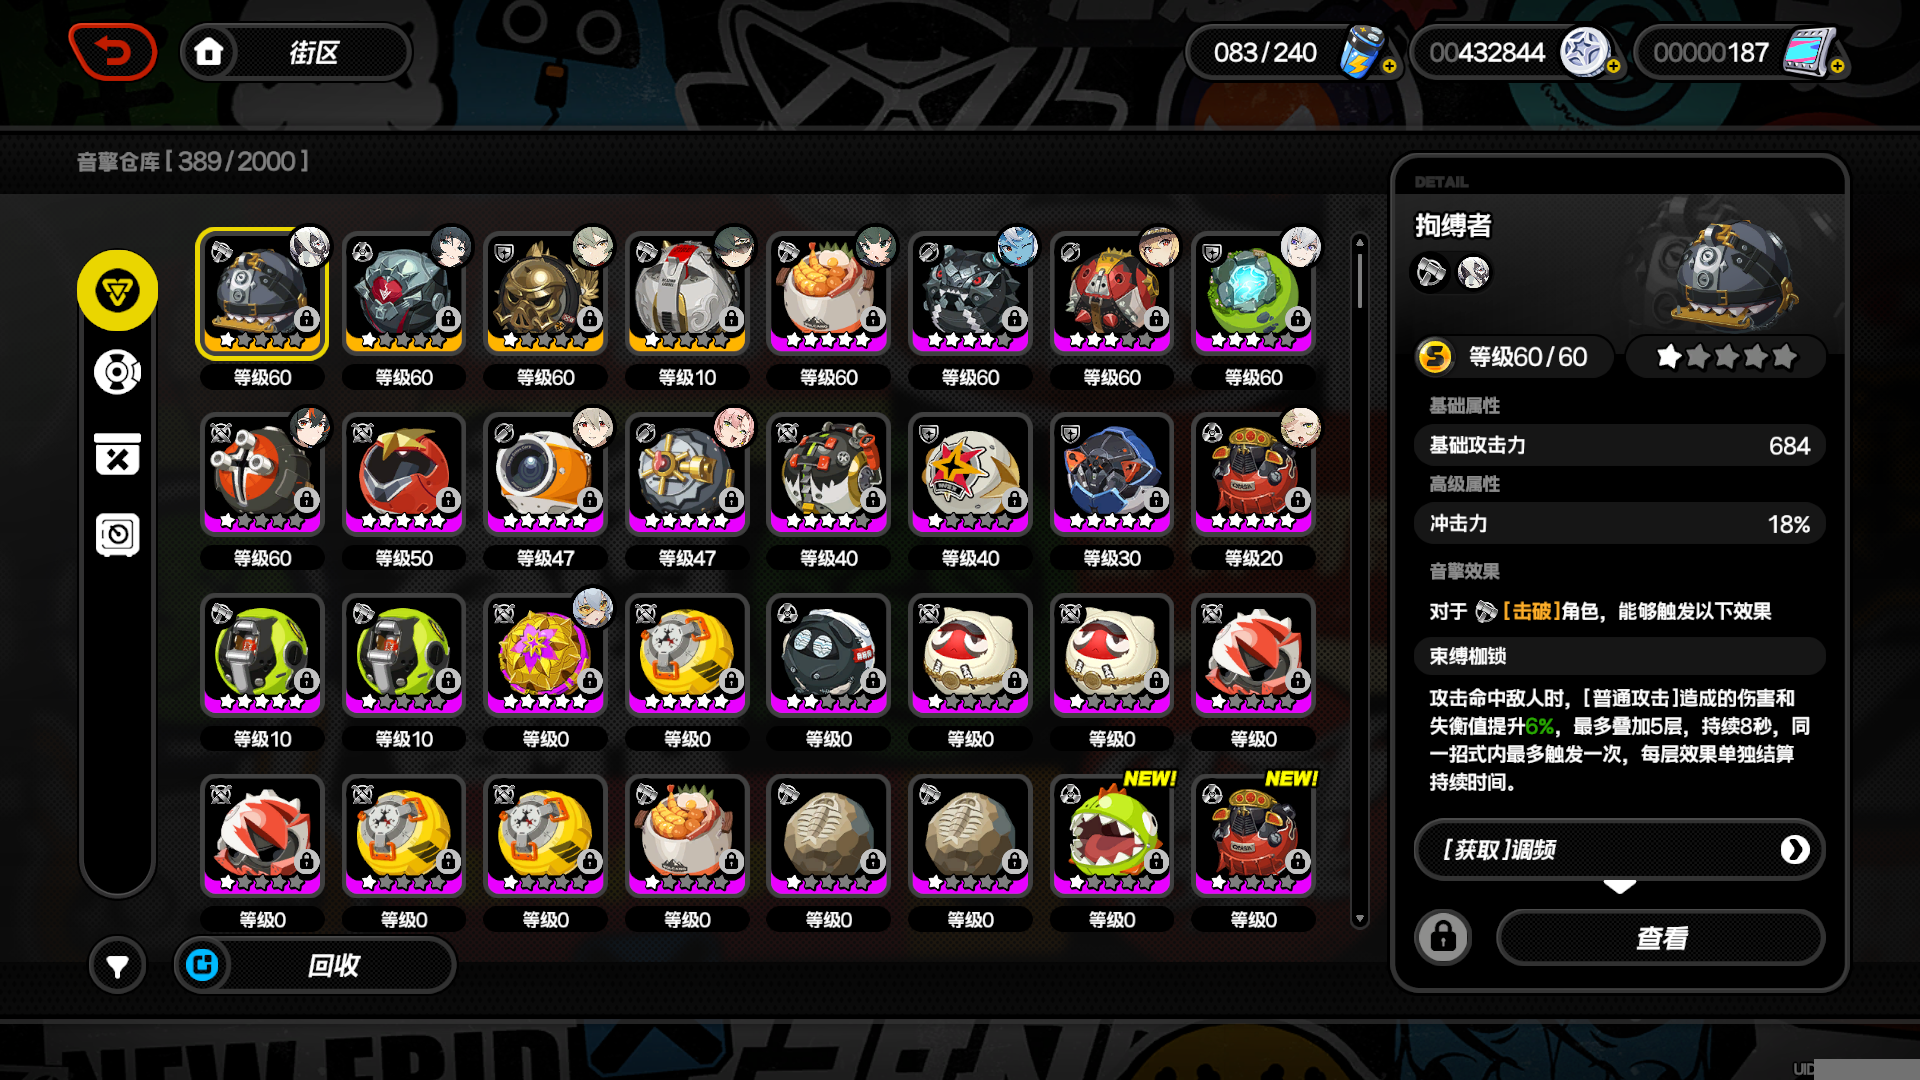 街区
083/240
00432844
00000187
音擎仓库[389/2000]
等级60
等级60
等级60
等级10
等级60
等级60
等级60
等级60
等级60
等级50
等级47
等级47
等级40
等级40
等级30
等级20
等级10
等级10
等级0
等级0
等级0
等级0
等级0
等级0
NEW!
NEW!
等级0
等级0
等级0
等级0
等级0
等级0
等级0
等级0
回收
DETAIL
拘缚者
等级60/60
基础属性
基础攻击力 684
高级属性
冲击力 18%
音擎效果
对于[击破]角色，能够触发以下效果
束缚枷锁
攻击命中敌人时，[普通攻击]造成的伤害和
失衡值提升6%，最多叠加5层，持续8秒，同
一招式内最多触发一次，每层效果单独结算
持续时间。
[获取]调频
查看
UID